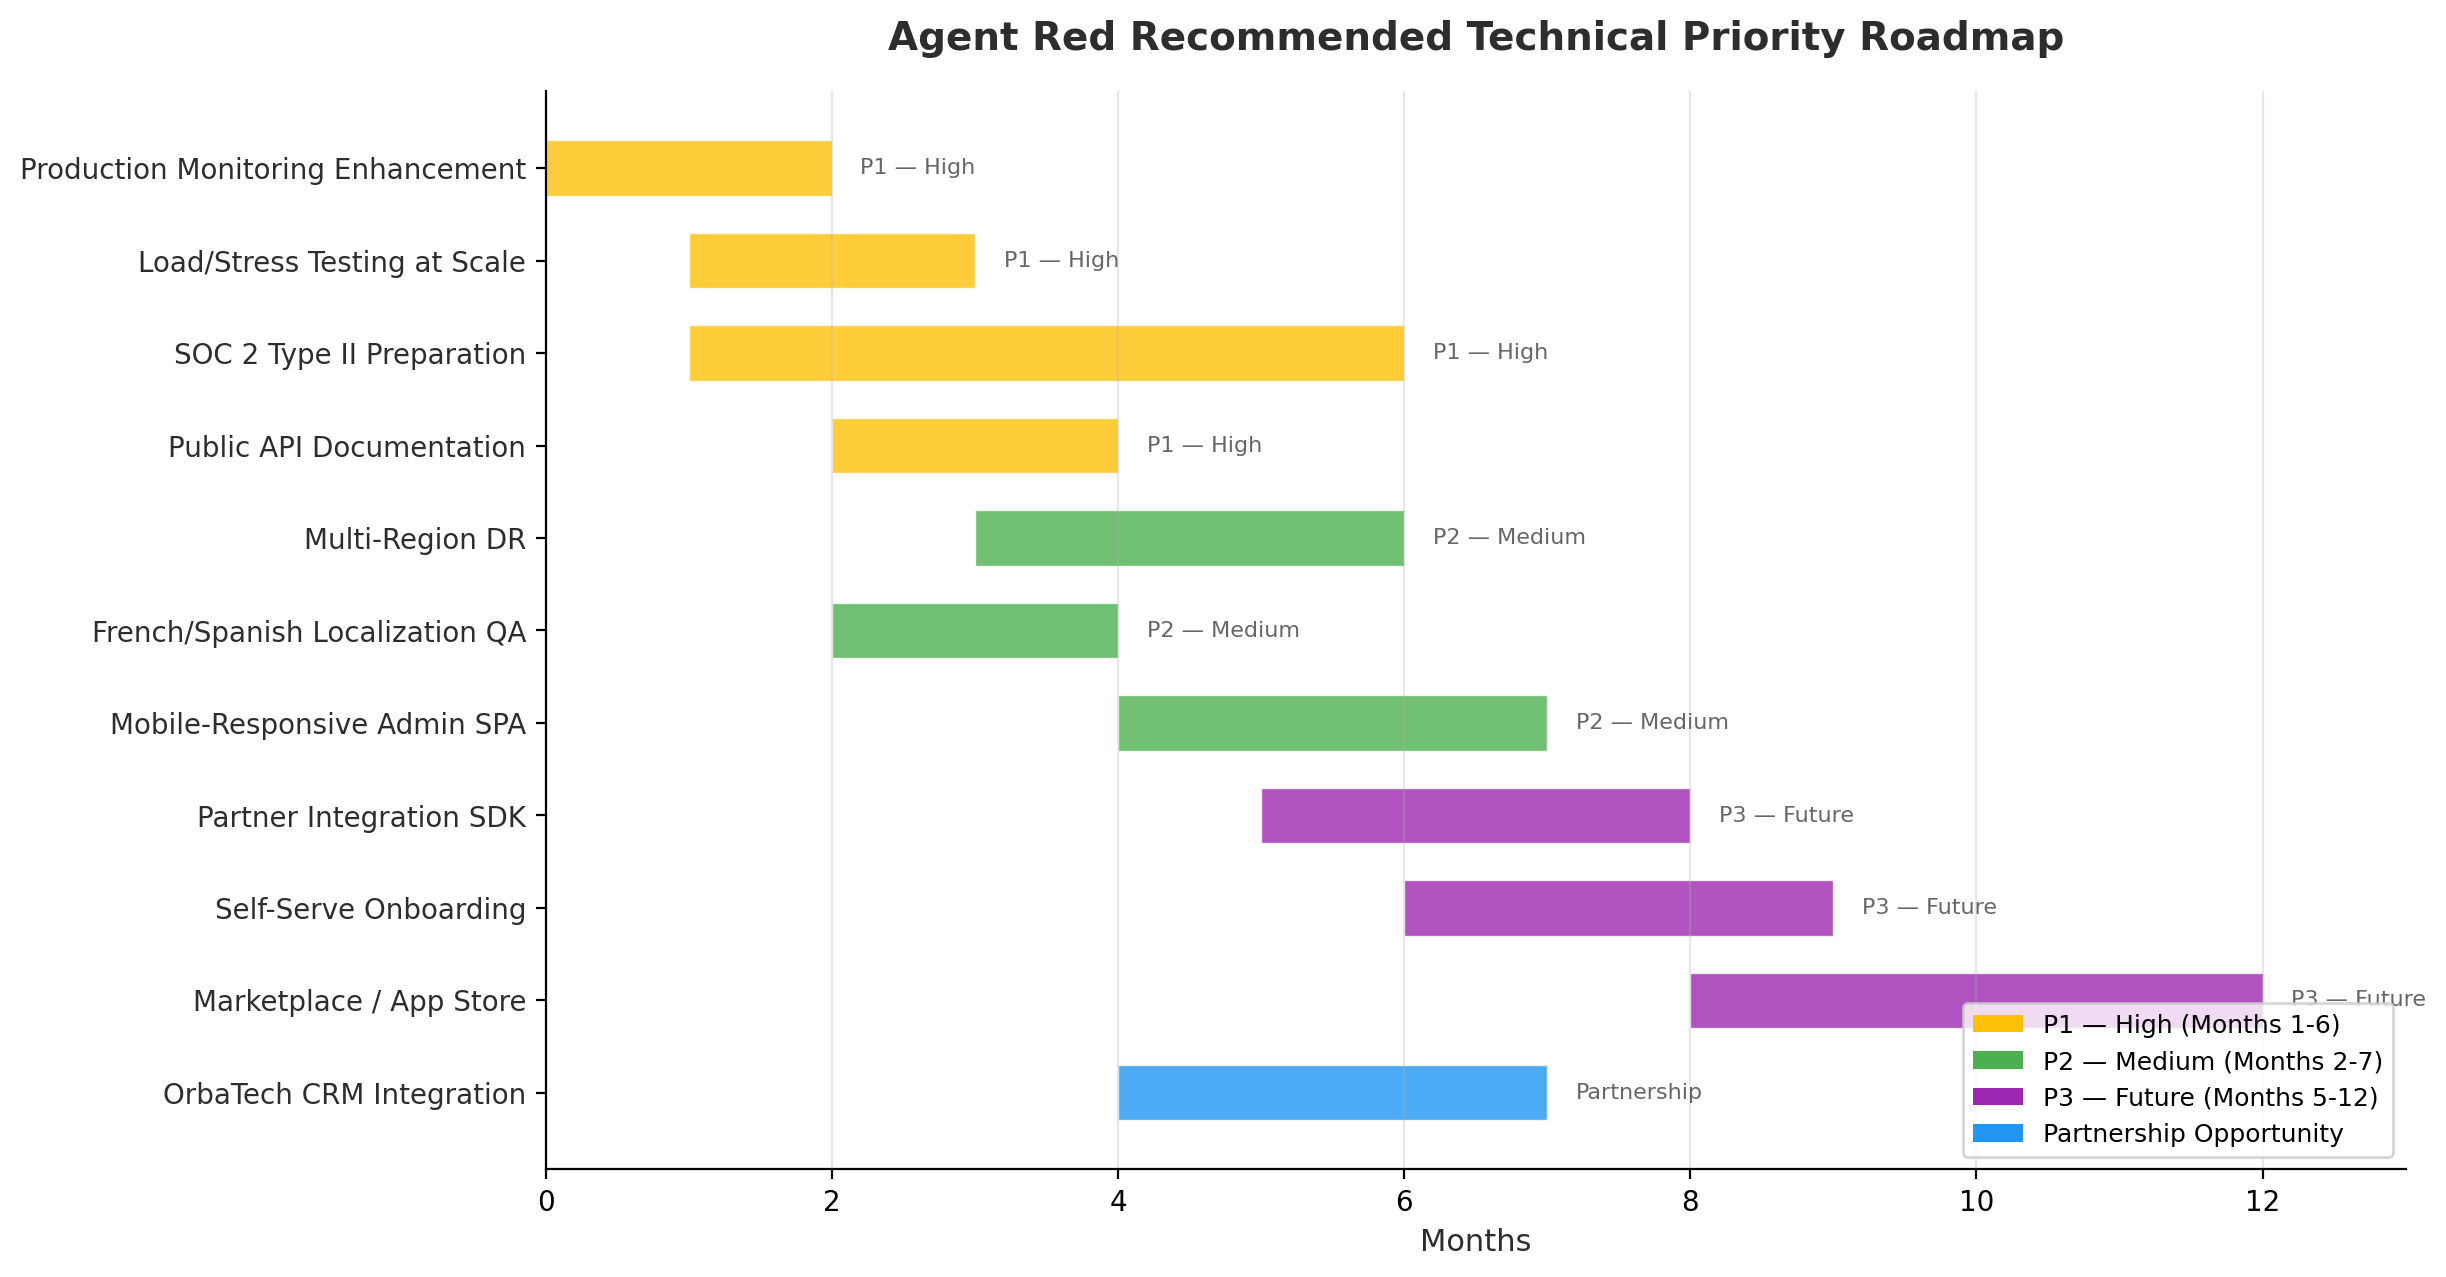 Agent Red Recommended Technical Priority Roadmap
Production Monitoring Enhancement
P1 — High
Load/Stress Testing at Scale
P1 — High
SOC 2 Type II Preparation
P1 — High
Public API Documentation
P1 — High
Multi-Region DR
P2 — Medium
French/Spanish Localization QA
P2 — Medium
Mobile-Responsive Admin SPA
P2 — Medium
Partner Integration SDK
P3 — Future
Self-Serve Onboarding
P3 — Future
Marketplace / App Store
P3 — Future
OrbaTech CRM Integration
Partnership
P1 — High (Months 1-6)
P2 — Medium (Months 2-7)
P3 — Future (Months 5-12)
Partnership Opportunity
0 2 4 6 8 10 12
Months